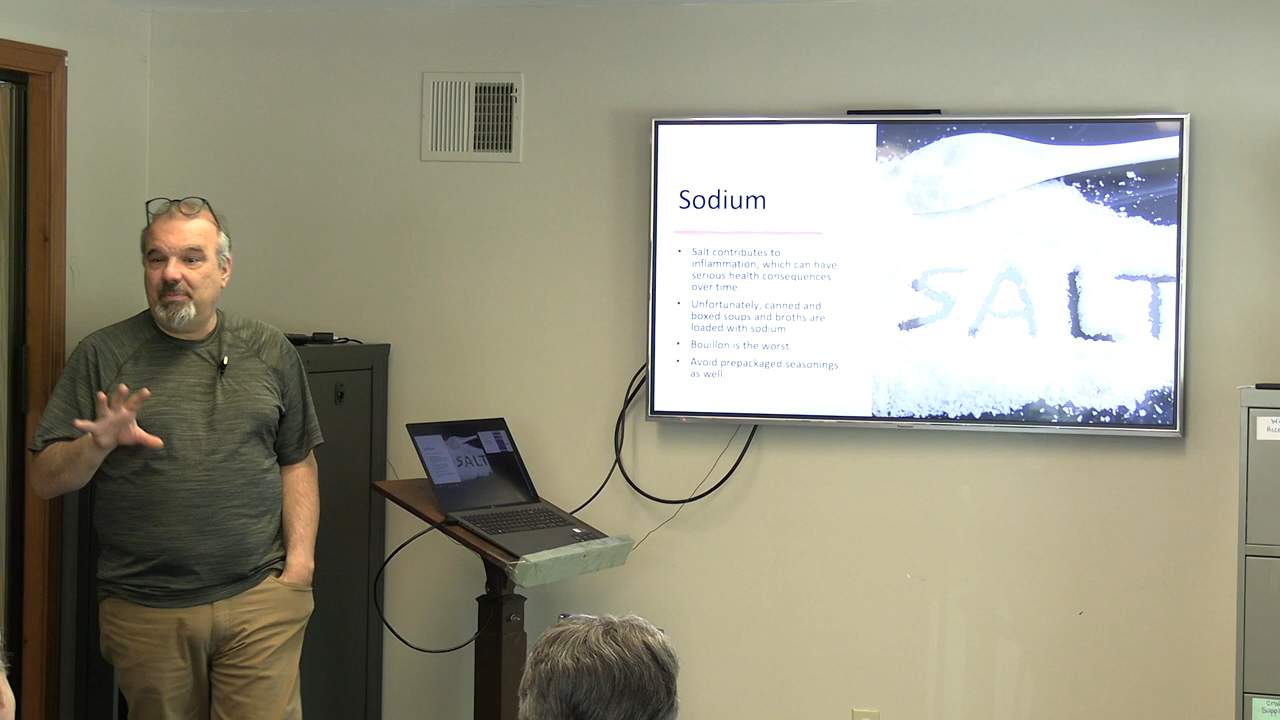 Sodium
• Salt contributes to
inflammation, which can have
serious health consequences
over time.
• Unfortunately, canned and
boxed soups and broths are
loaded with sodium
• Bouillon is the worst.
• Avoid prepackaged seasonings
as well.
SALT
SALT